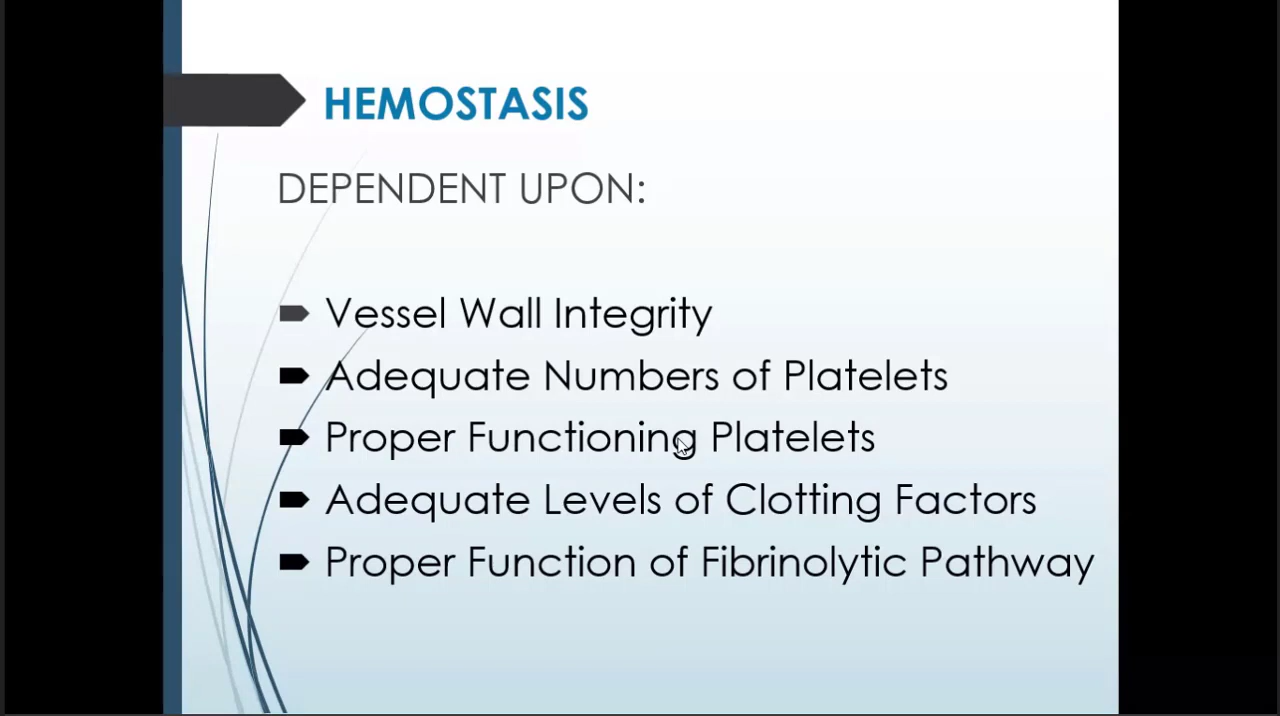 HEMOSTASIS
DEPENDENT UPON:
Vessel Wall Integrity
Adequate Numbers of Platelets
Proper Functioning Platelets
Adequate Levels of Clotting Factors
Proper Function of Fibrinolytic Pathway